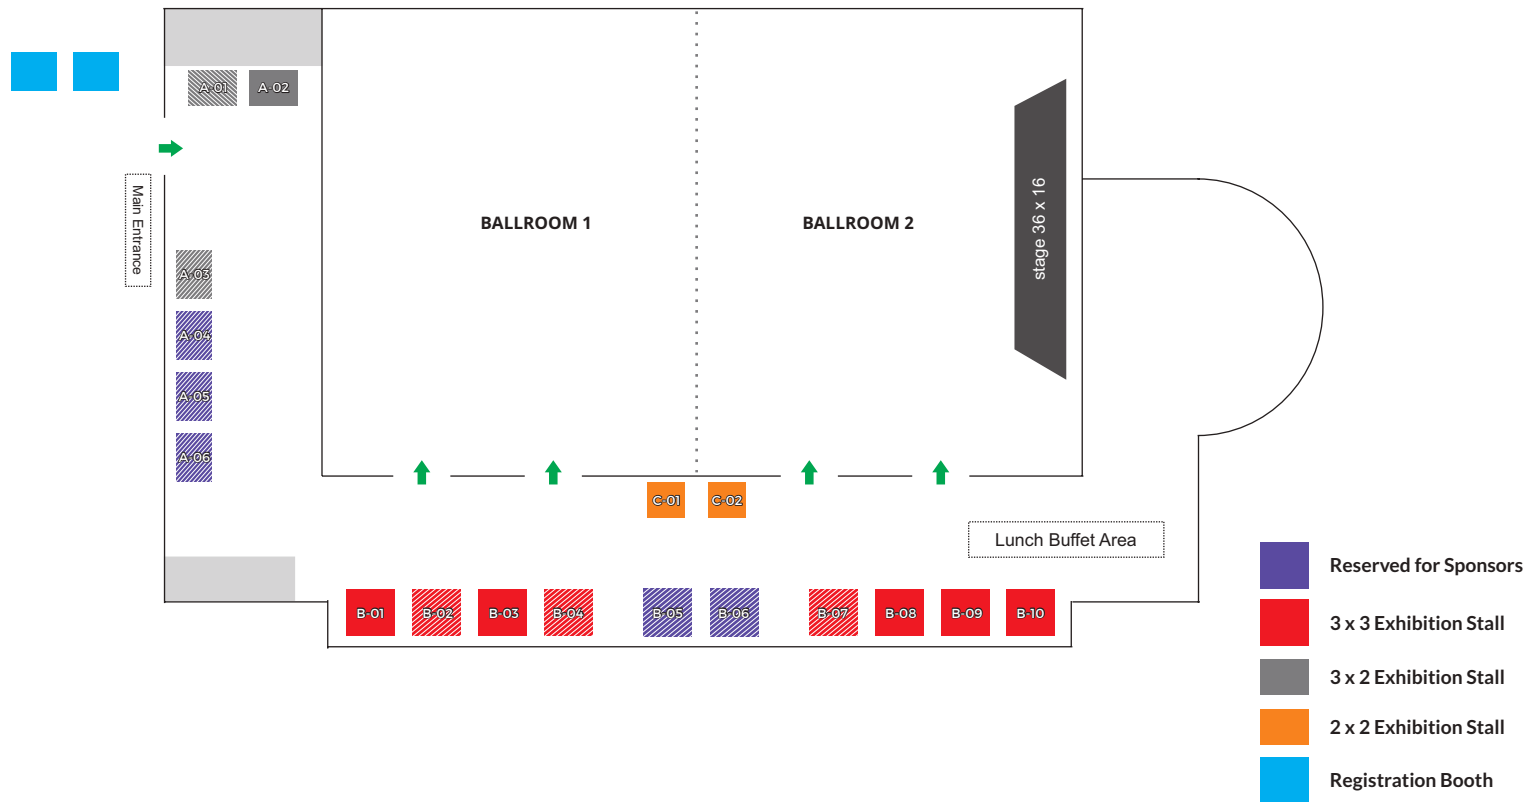 A-01
A-02
Main Entrance
BALLROOM 1
BALLROOM 2
stage 36 x 16
A-03
A-04
A-05
A-06
C-01
C-02
Lunch Buffet Area
B-01
B-02
B-03
B-04
B-05
B-06
B-07
B-08
B-09
B-10
Reserved for Sponsors
3 x 3 Exhibition Stall
3 x 2 Exhibition Stall
2 x 2 Exhibition Stall
Registration Booth